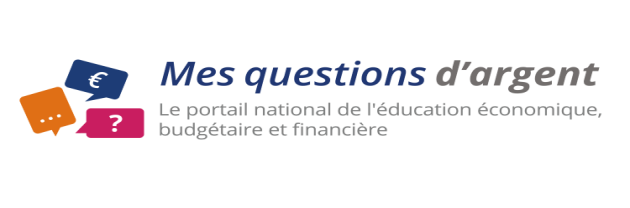 €
...
?
Mes questions d'argent
Le portail national de l'éducation économique,
budgétaire et financière